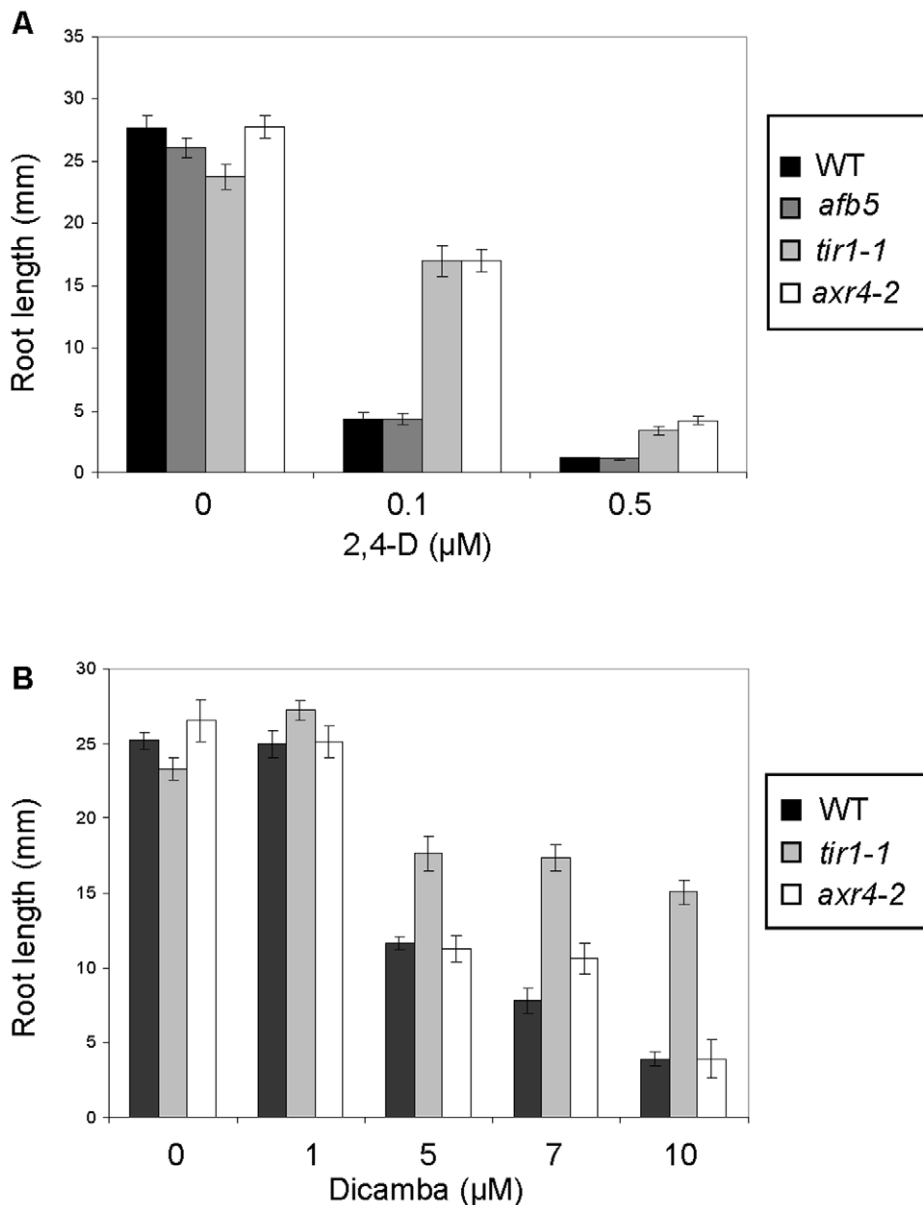 A
35
30
25
20
15
10
5
0
Root length (mm)
0 0.1 0.5
2,4-D (µM)
WT
afb5
tir1-1
axr4-2
B
30
25
20
15
10
5
0
Root length (mm)
0 1 5 7 10
Dicamba (µM)
WT
tir1-1
axr4-2